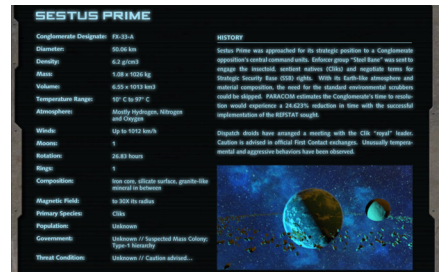 SESTUS PRIME
Conglomerate Designate: FX-33-A
Diameter: 50.06 km
Density: 6.2 g/cm3
Mass: 1.08 x 1026 kg
Volume: 6.55 x 1013 km3
Temperature Range: 10° C to 97° C
Atmosphere: Mostly Hydrogen, Nitrogen
and Oxygen
Winds: Up to 1012 km/h
Moons: 1
Rotation: 26.83 hours
Rings: 1
Composition: Iron core, silicate surface, granite-like
mineral in between
Magnetic Field: to 30X its radius
Primary Species: Cliks
Population: Unknown
Government: Unknown // Suspected Mass Colony:
Type-1 hierarchy
Threat Condition: Unknown // Caution advised...
HISTORY
Sestus Prime was approached for its strategic position to a Conglomerate
opposition's central command units. Enforcer group "Steel Bane" was sent to
engage the insectoid, sentient natives (Cliks) and negotiate terms for
Strategic Security Base (SSB) rights. With its Earth-like atmosphere and
material composition, the need for the standard environmental scrubbers
could be skipped. PARACOM estimates the Conglomerate's time to resolu-
tion would experience a 24.623% reduction in time with the successful
implementation of the REFSTAT sought.
Dispatch droids have arranged a meeting with the Clik "royal" leader.
Caution is advised in official First Contact exchanges. Unusually tempera-
mental and aggressive behaviors have been observed.